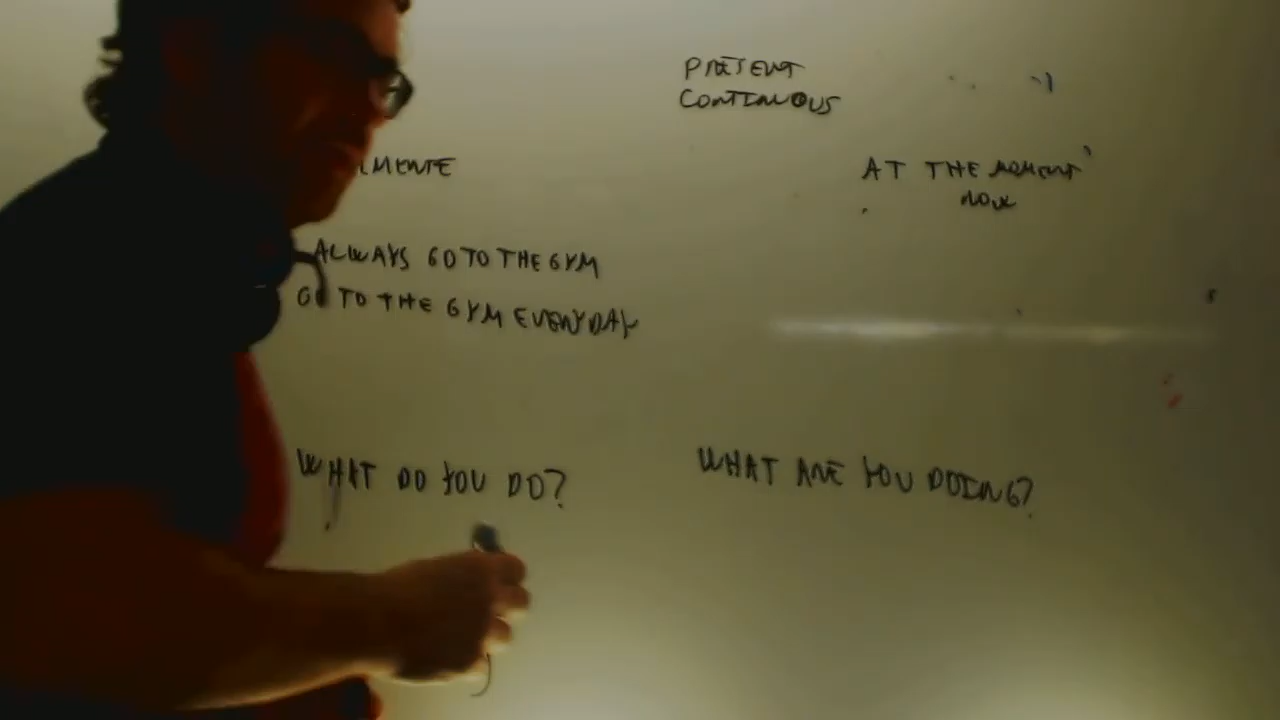 PRESENT
CONTINUOUS
LMENTE
AT THE MOMENT
NOW
ALWAYS GO TO THE GYM
GO TO THE GYM EVERYDAY
WHAT DO YOU DO?
WHAT ARE YOU DOING?